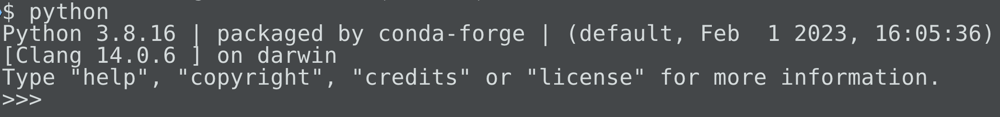 $ python
Python 3.8.16 | packaged by conda-forge | (default, Feb  1 2023, 16:05:36)
[Clang 14.0.6 ] on darwin
Type "help", "copyright", "credits" or "license" for more information.
>>>